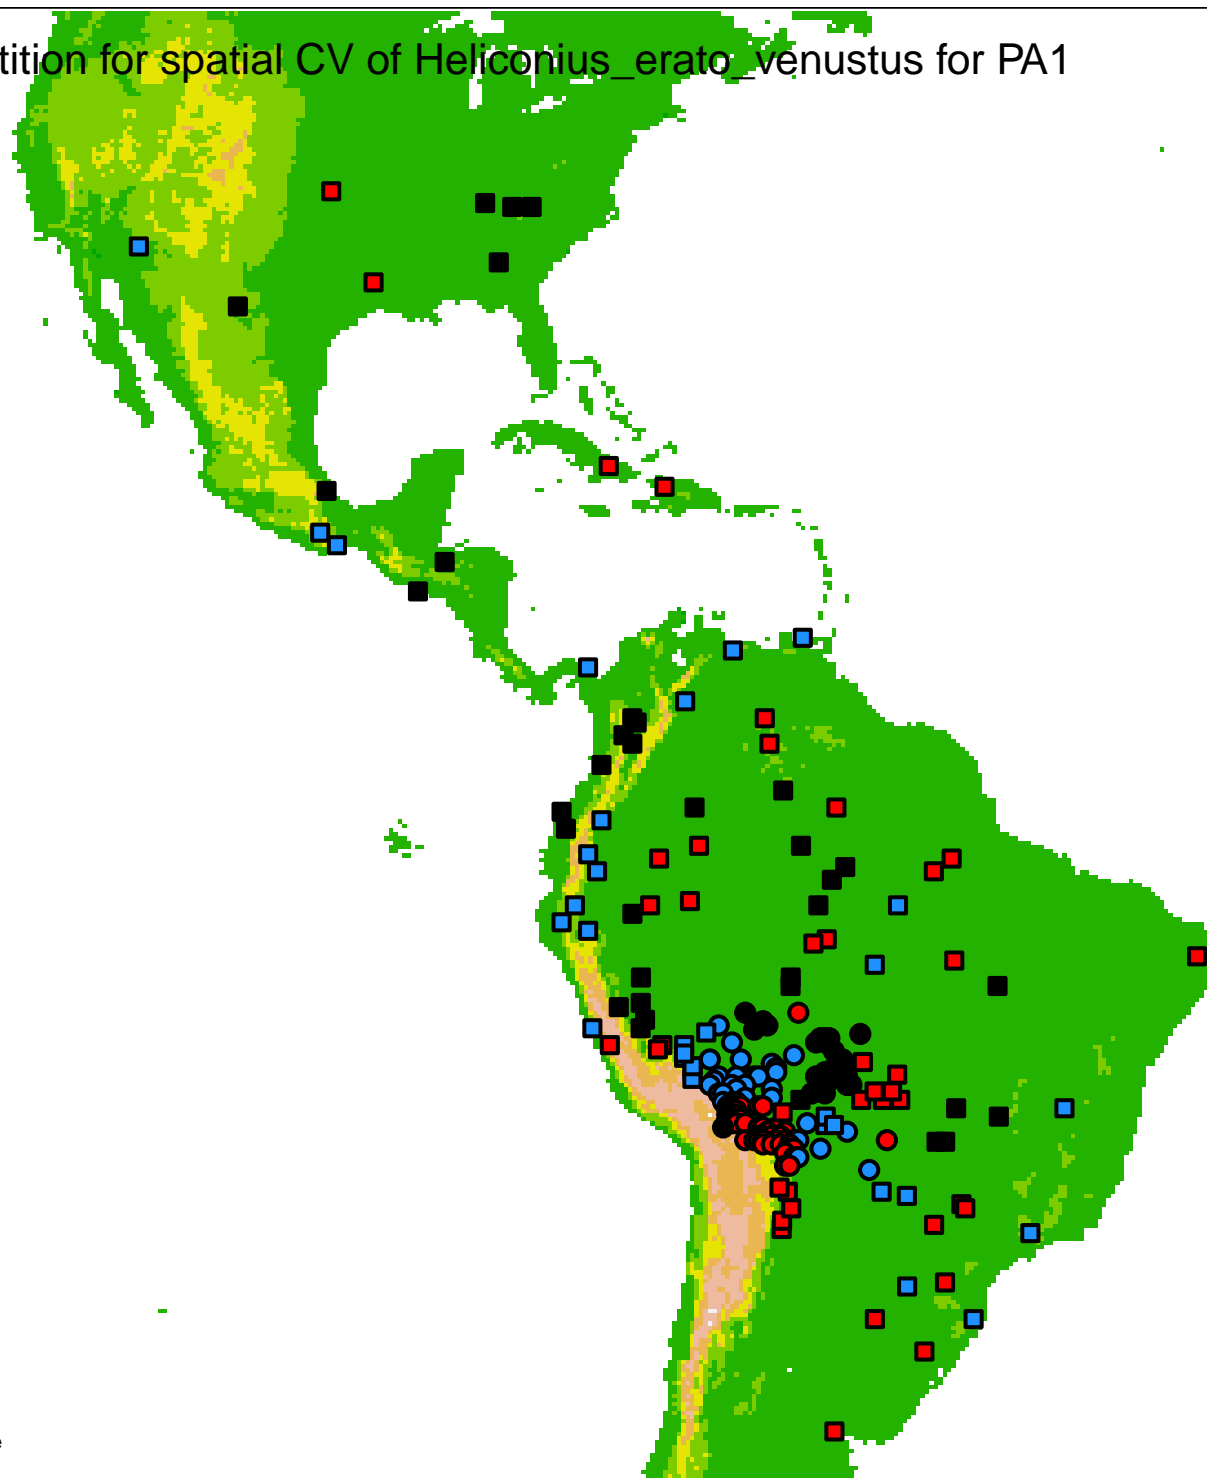 tition for spatial CV of Heliconius_erato_venustus for PA1